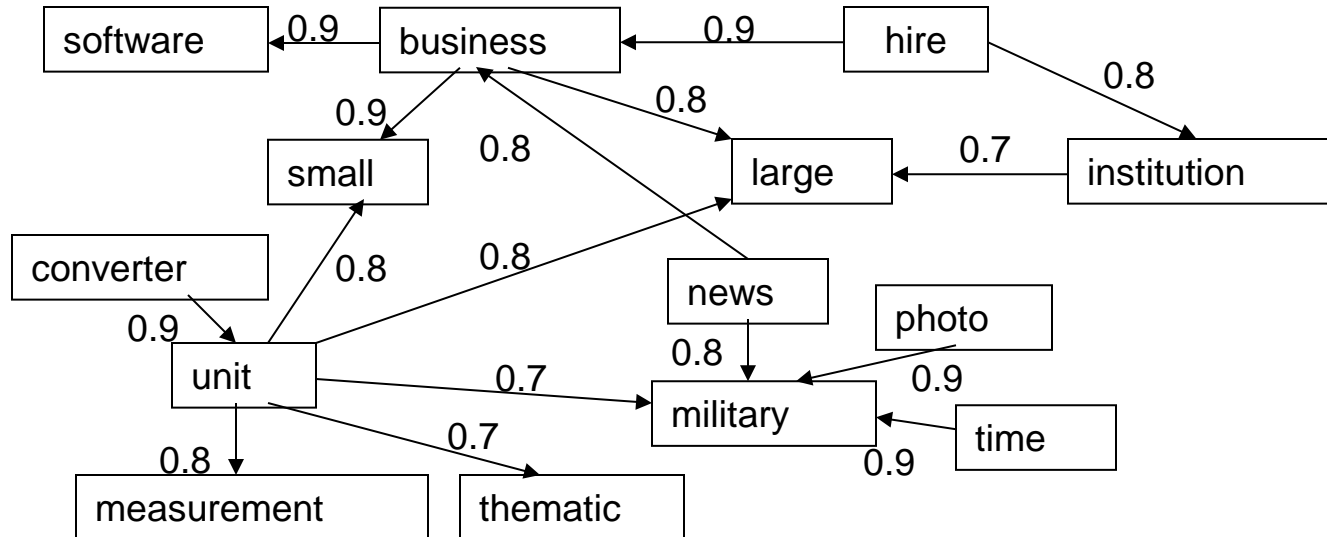 software
0.9
business
0.9
hire
0.8
0.9
0.8
0.8
small
large
0.7
institution
converter
0.8
0.8
news
photo
0.9
unit
0.7
0.8
0.9
military
time
0.8
0.7
0.9
measurement
thematic